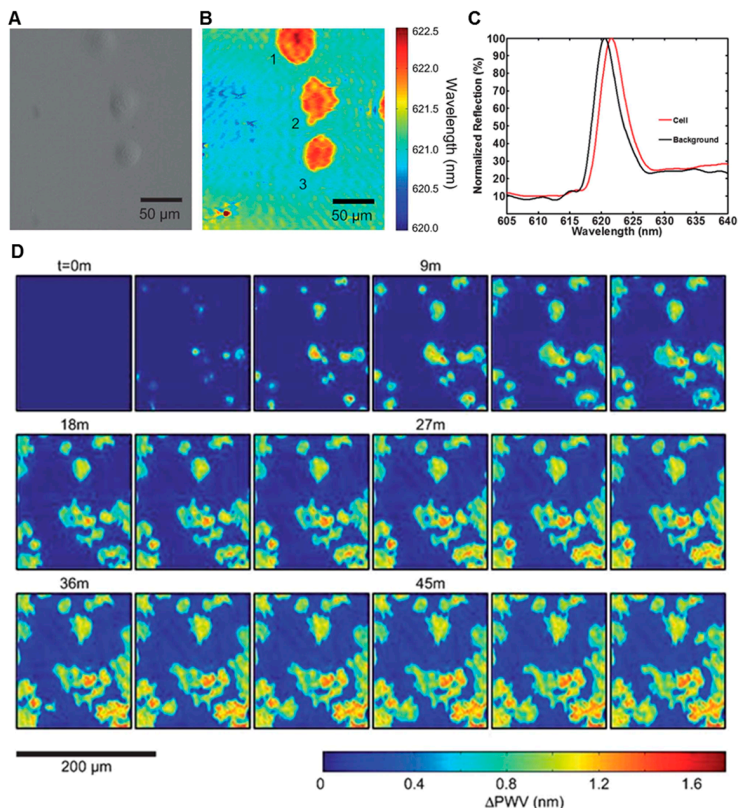 A
50 µm
B
1
2
3
50 µm
622.5
622.0
621.5
621.0
620.5
620.0
Wavelength (nm)
C
Normalized Reflection (%)
100
90
80
70
60
50
40
30
20
10
0
Cell
Background
605 610 615 620 625 630 635 640
Wavelength (nm)
D
t=0m 9m
18m 27m
36m 45m
200 µm
0 0.4 0.8 1.2 1.6
ΔPWV (nm)